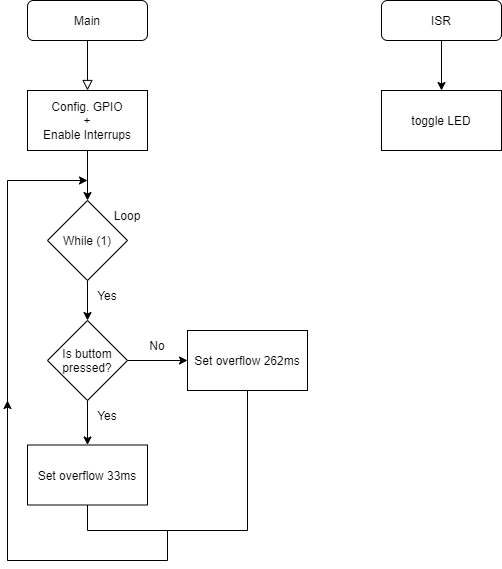 Main
ISR
Config. GPIO
+
Enable Interrups
toggle LED
Loop
While (1)
Yes
Is buttom
pressed?
No
Set overflow 262ms
Yes
Set overflow 33ms